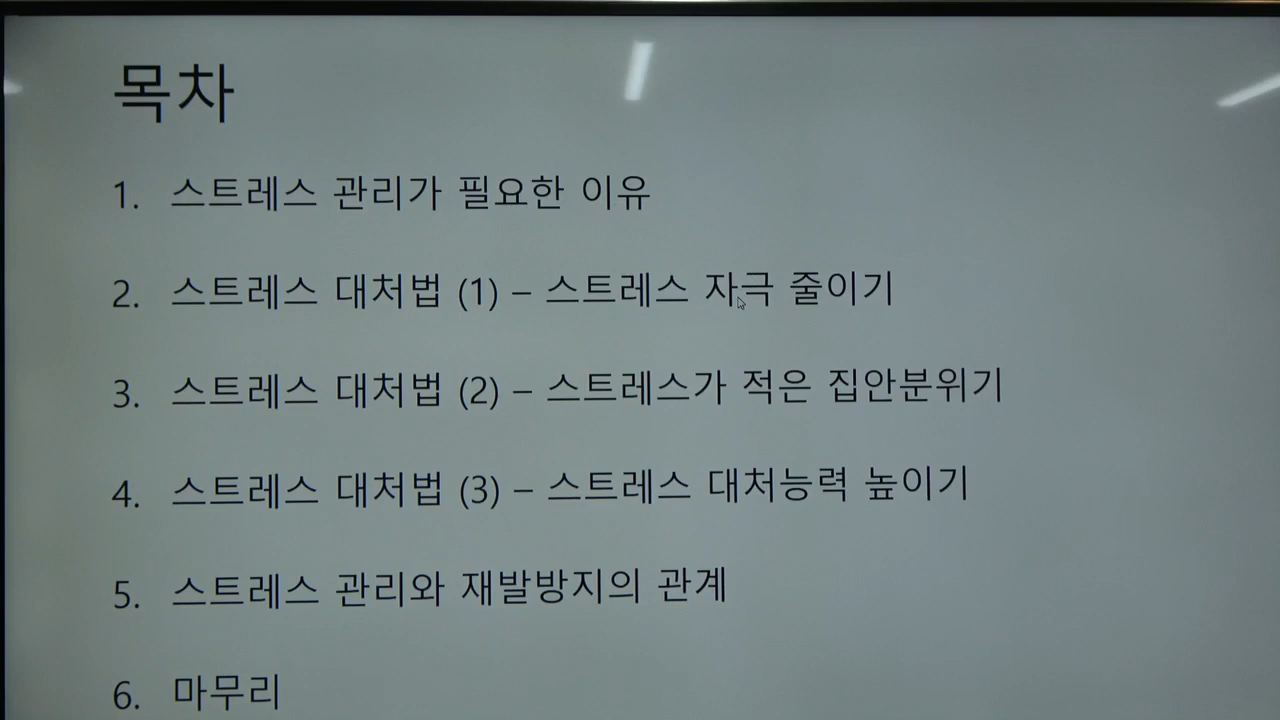 목차
1. 스트레스 관리가 필요한 이유
2. 스트레스 대처법 (1) – 스트레스 자극 줄이기
3. 스트레스 대처법 (2) – 스트레스가 적은 집안분위기
4. 스트레스 대처법 (3) – 스트레스 대처능력 높이기
5. 스트레스 관리와 재발방지의 관계
6. 마무리